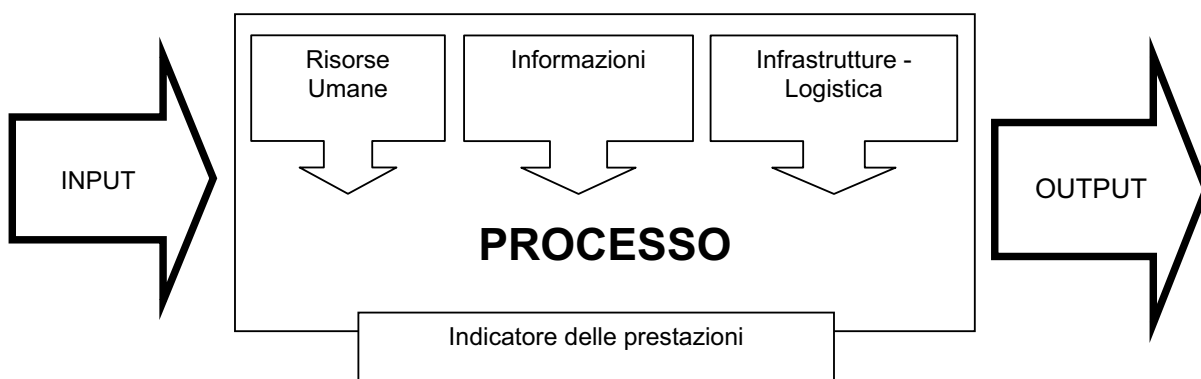 Risorse
Umane
Informazioni
Infrastrutture -
Logistica
INPUT
OUTPUT
PROCESSO
Indicatore delle prestazioni